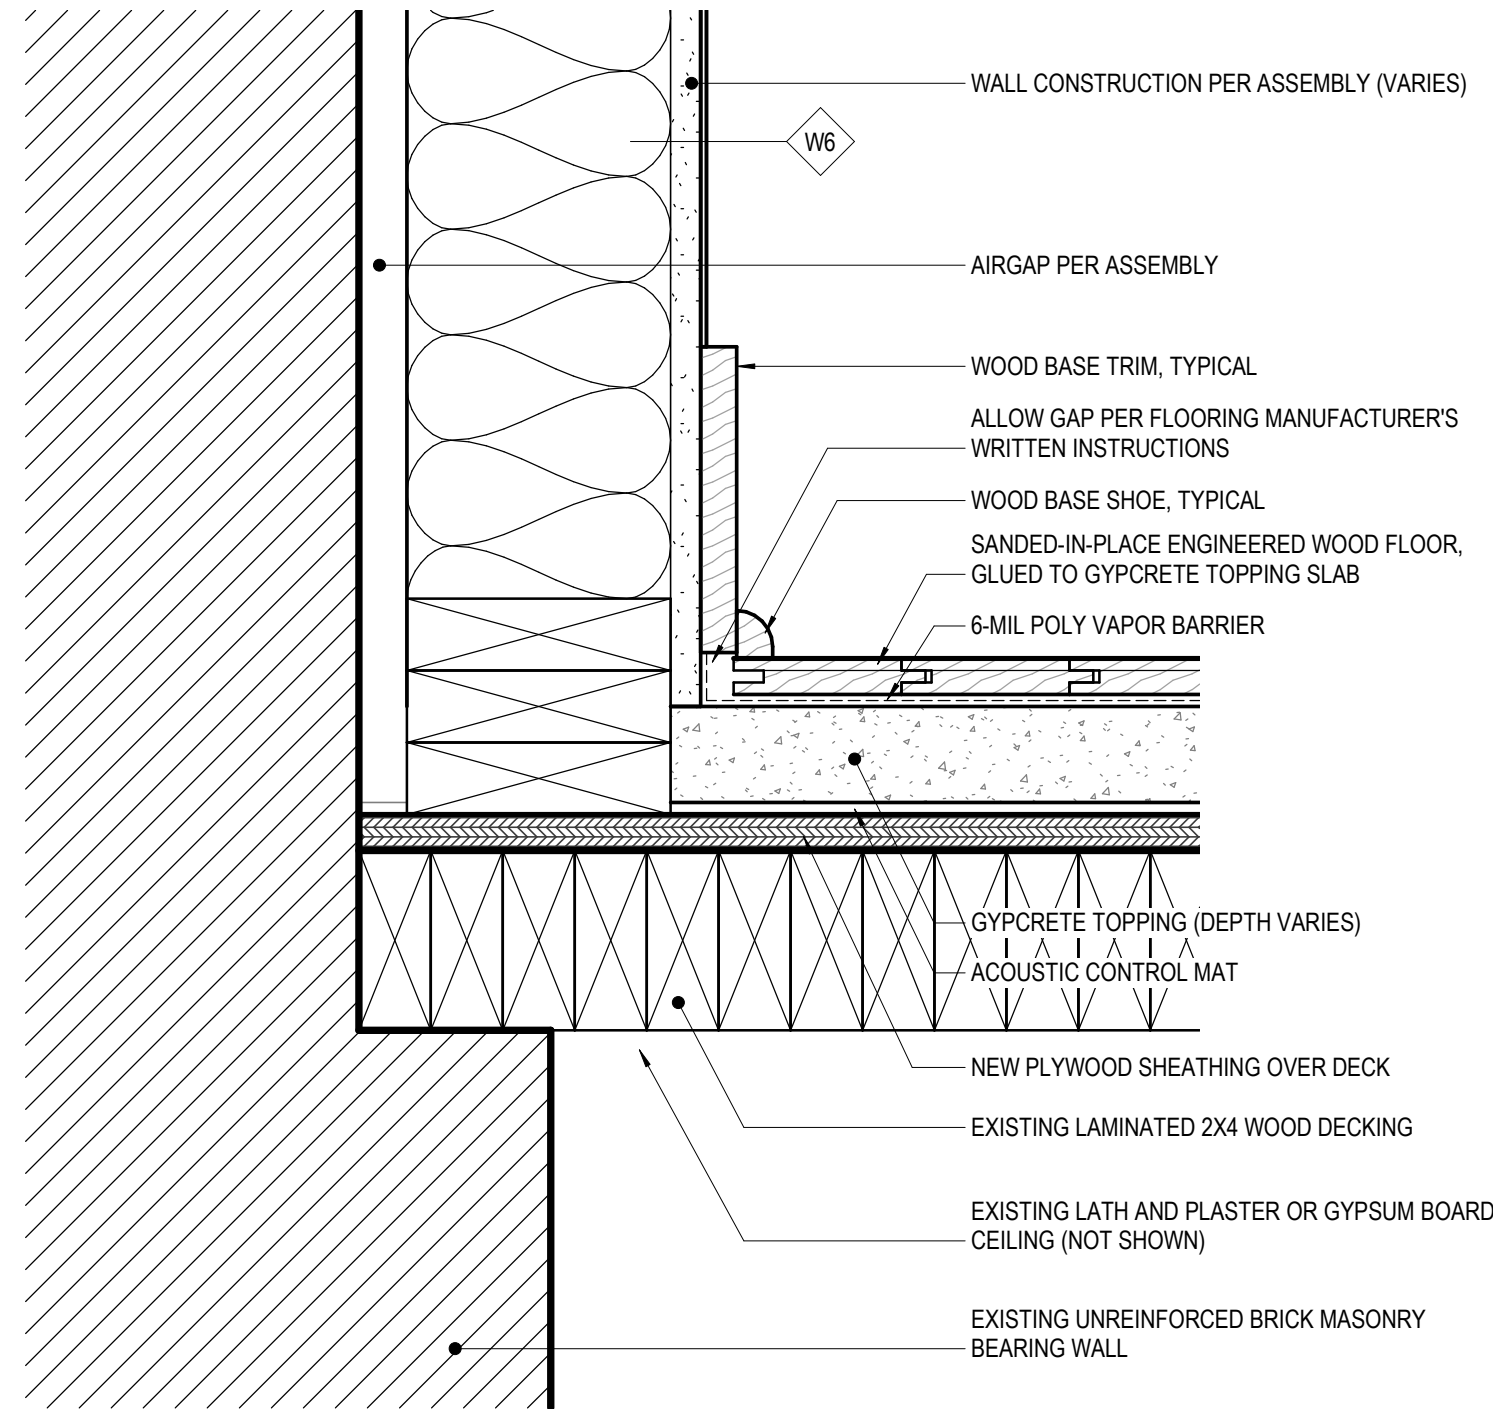 WALL CONSTRUCTION PER ASSEMBLY (VARIES)
W6
AIRGAP PER ASSEMBLY
WOOD BASE TRIM, TYPICAL
ALLOW GAP PER FLOORING MANUFACTURER'S
WRITTEN INSTRUCTIONS
WOOD BASE SHOE, TYPICAL
SANDED-IN-PLACE ENGINEERED WOOD FLOOR,
GLUED TO GYPCRETE TOPPING SLAB
6-MIL POLY VAPOR BARRIER
GYPCRETE TOPPING (DEPTH VARIES)
ACOUSTIC CONTROL MAT
NEW PLYWOOD SHEATHING OVER DECK
EXISTING LAMINATED 2X4 WOOD DECKING
EXISTING LATH AND PLASTER OR GYPSUM BOARD
CEILING (NOT SHOWN)
EXISTING UNREINFORCED BRICK MASONRY
BEARING WALL